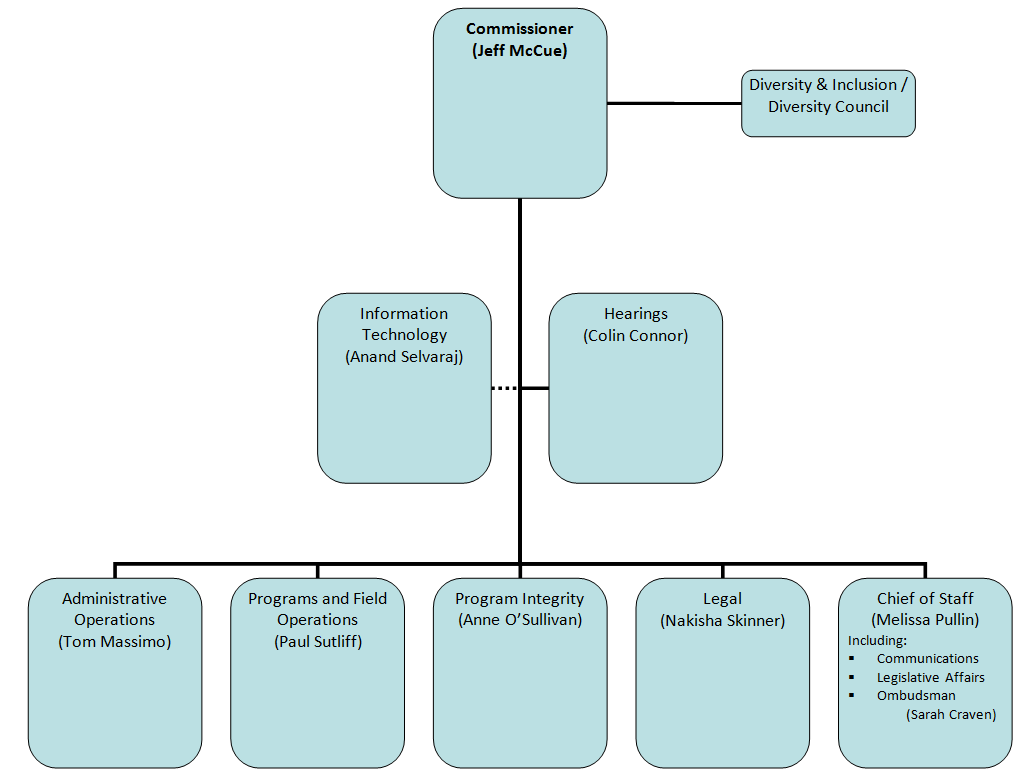 Commissioner
(Jeff McCue)
Diversity & Inclusion /
Diversity Council
Information
Technology
(Anand Selvaraj)
Hearings
(Colin Connor)
Administrative
Operations
(Tom Massimo)
Programs and Field
Operations
(Paul Sutliff)
Program Integrity
(Anne O’Sullivan)
Legal
(Nakisha Skinner)
Chief of Staff
(Melissa Pullin)
Including:
▪ Communications
▪ Legislative Affairs
▪ Ombudsman
(Sarah Craven)